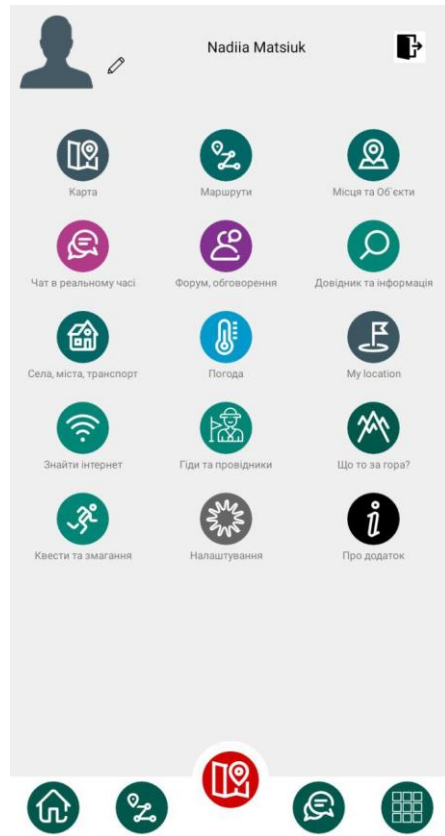 Nadiia Matsiuk
Карта
Маршрути
Місця та Об`єкти
Чат в реальному часі
Форум, обговорення
Довідник та інформація
Села, міста, транспорт
Погода
My location
Знайти інтернет
Гіди та провідники
Що то за гора?
Квести та змагання
Налаштування
Про додаток